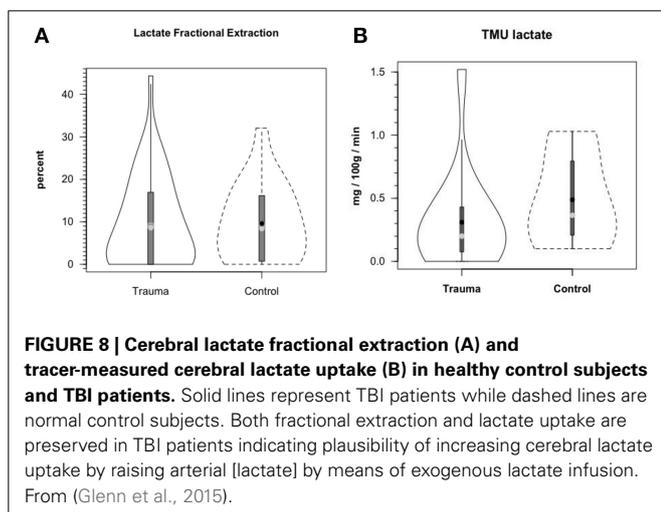 A
Lactate Fractional Extraction
percent
40
30
20
10
0
Trauma
Control
B
TMU lactate
mg / 100g / min
1.5
1.0
0.5
0.0
Trauma
Control
FIGURE 8 | Cerebral lactate fractional extraction (A) and
tracer-measured cerebral lactate uptake (B) in healthy control subjects
and TBI patients. Solid lines represent TBI patients while dashed lines are
normal control subjects. Both fractional extraction and lactate uptake are
preserved in TBI patients indicating plausibility of increasing cerebral lactate
uptake by raising arterial [lactate] by means of exogenous lactate infusion.
From (Glenn et al., 2015).